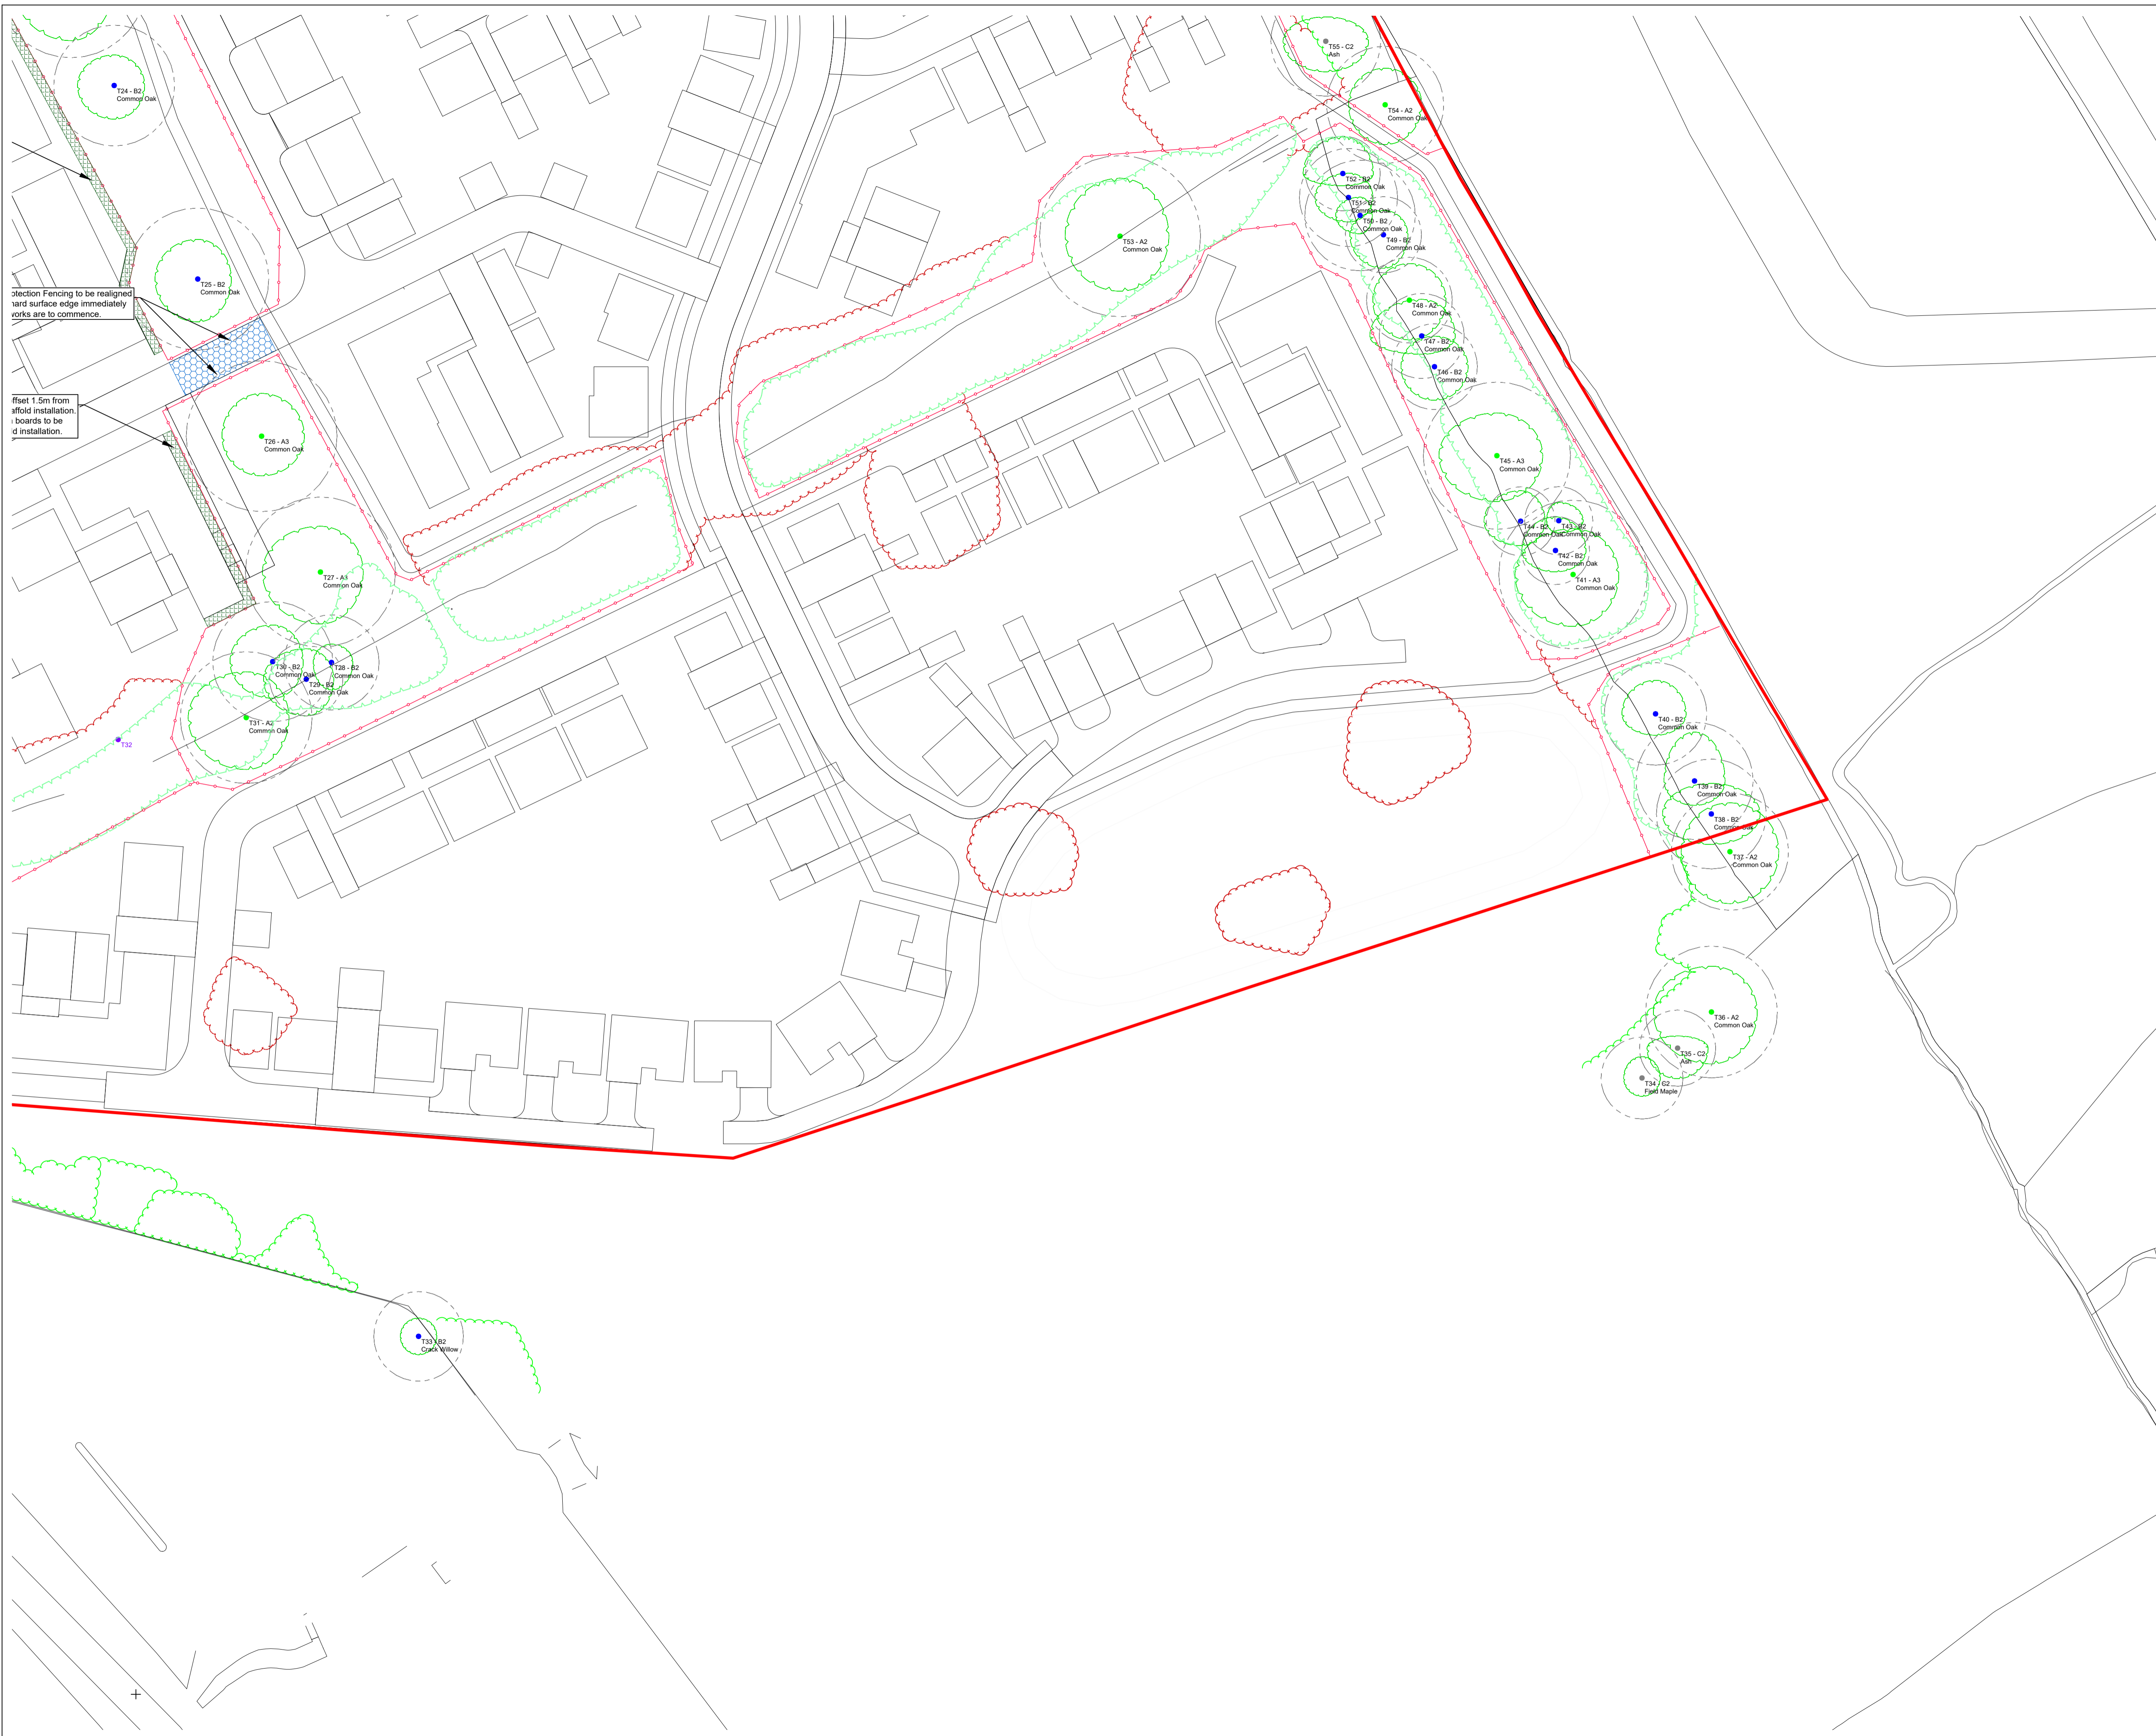 T55 - C2
Ash
T24 - B2
Common Oak
T54 - A2
Common Oak
T52 - B2
Common Oak
T51 - B2
Common Oak
T50 - B2
Common Oak
T49 - B2
Common Oak
T53 - A2
Common Oak
T25 - B2
Common Oak
otection Fencing to be realigned
hard surface edge immediately
works are to commence.
T48 - A2
Common Oak
T47 - B2
Common Oak
T46 - B2
Common Oak
ffset 1.5m from
affold installation.
boards to be
d installation.
T26 - A3
Common Oak
T45 - A3
Common Oak
T44 - B2
Common Oak
T43 - B2
Common Oak
T42 - B2
Common Oak
T41 - A3
Common Oak
T27 - A3
Common Oak
T30 - B2
Common Oak
T28 - B2
Common Oak
T29 - B2
Common Oak
T31 - A2
Common Oak
T32
T40 - B2
Common Oak
T39 - B2
Common Oak
T38 - B2
Common Oak
T37 - A2
Common Oak
T36 - A2
Common Oak
T35 - C2
Ash
T34 - C2
Field Maple
T33 - B2
Crack Willow